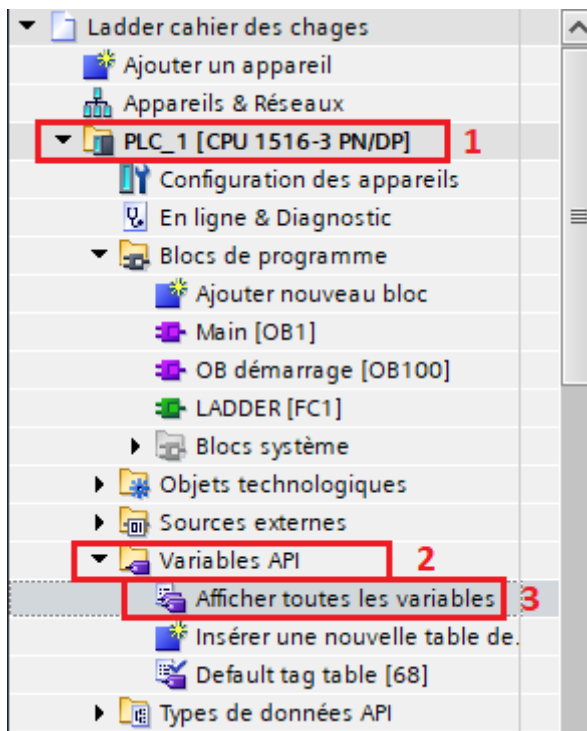 Ladder cahier des chages
Ajouter un appareil
Appareils & Réseaux
PLC_1 [CPU 1516-3 PN/DP] 1
Configuration des appareils
En ligne & Diagnostic
Blocs de programme
Ajouter nouveau bloc
Main [OB1]
OB démarrage [OB100]
LADDER [FC1]
Blocs système
Objets technologiques
Sources externes
Variables API 2
Afficher toutes les variables 3
Insérer une nouvelle table de.
Default tag table [68]
Types de données API